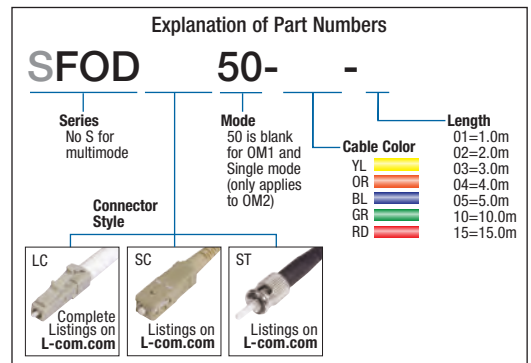 Explanation of Part Numbers
SFOD 50- -
Series
No S for
multimode
Mode
50 is blank
for OM1 and
Single mode
(only applies
to OM2)
Cable Color
YL
OR
BL
GR
RD
Length
01=1.0m
02=2.0m
03=3.0m
04=4.0m
05=5.0m
10=10.0m
15=15.0m
Connector
Style
LC
Complete
Listings on
L-com.com
SC
Listings on
L-com.com
ST
Listings on
L-com.com